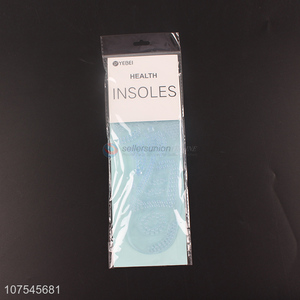 YEBEI
HEALTH
INSOLES
sellersunion
107545681